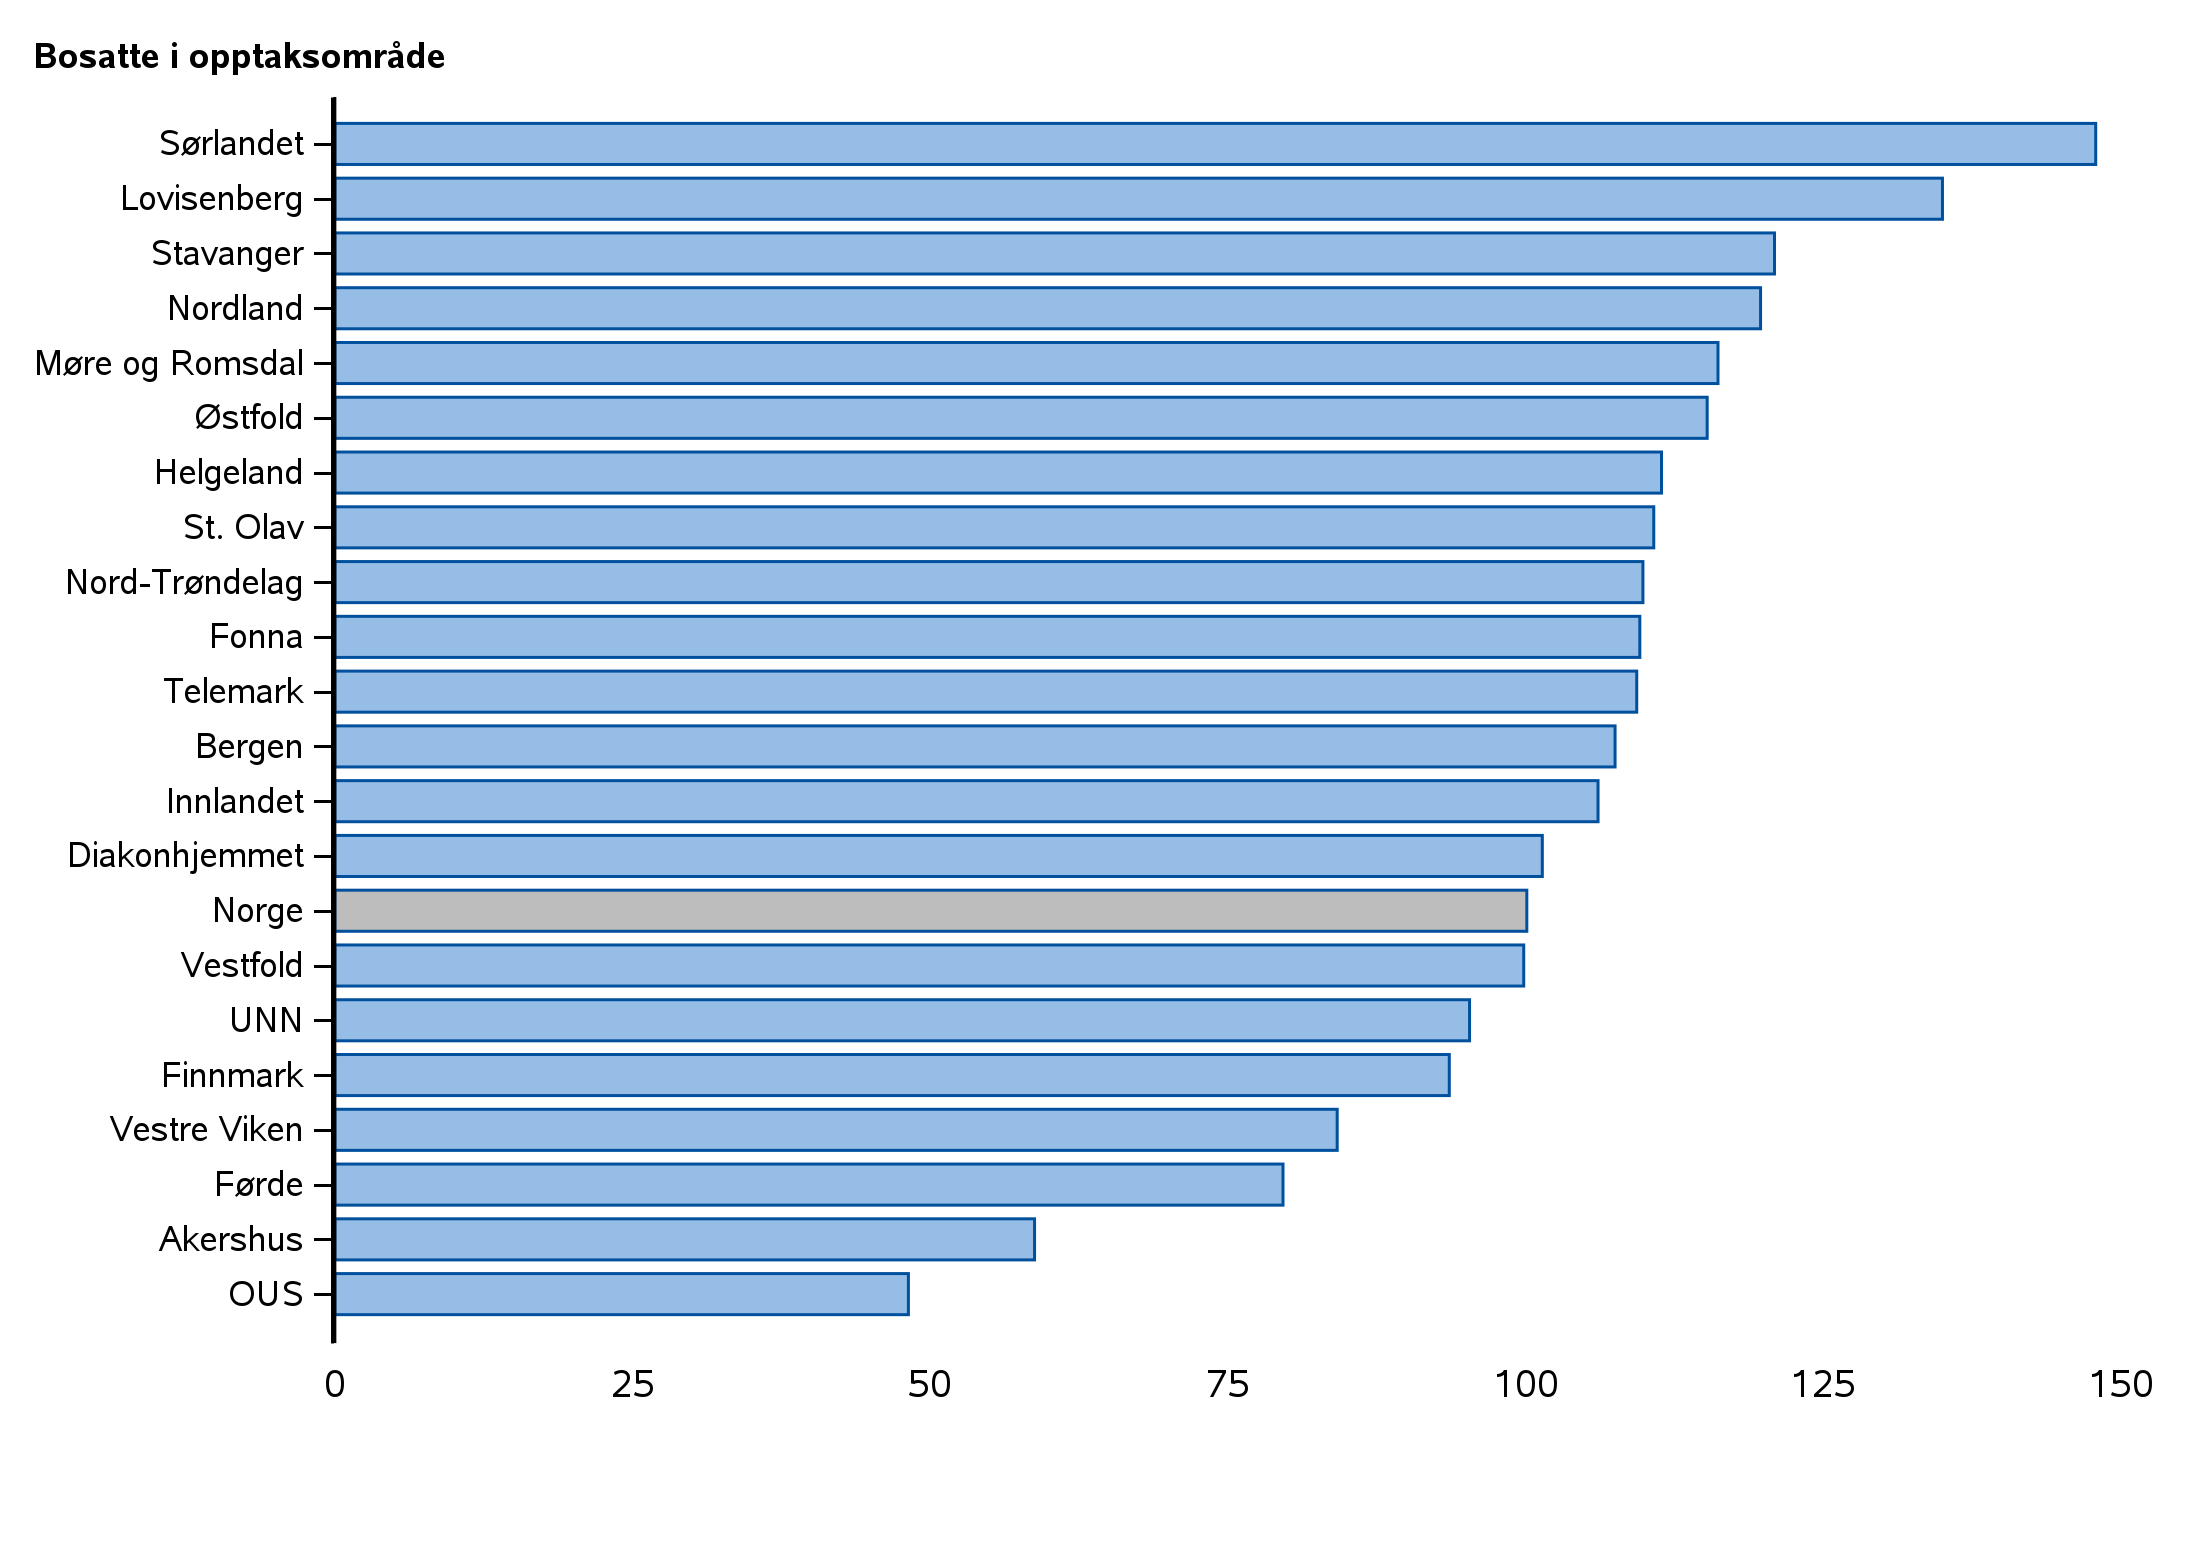 Bosatte i opptaksområde
Sørlandet
Lovisenberg
Stavanger
Nordland
Møre og Romsdal
Østfold
Helgeland
St. Olav
Nord-Trøndelag
Fonna
Telemark
Bergen
Innlandet
Diakonhjemmet
Norge
Vestfold
UNN
Finnmark
Vestre Viken
Førde
Akershus
OUS
0 25 50 75 100 125 150